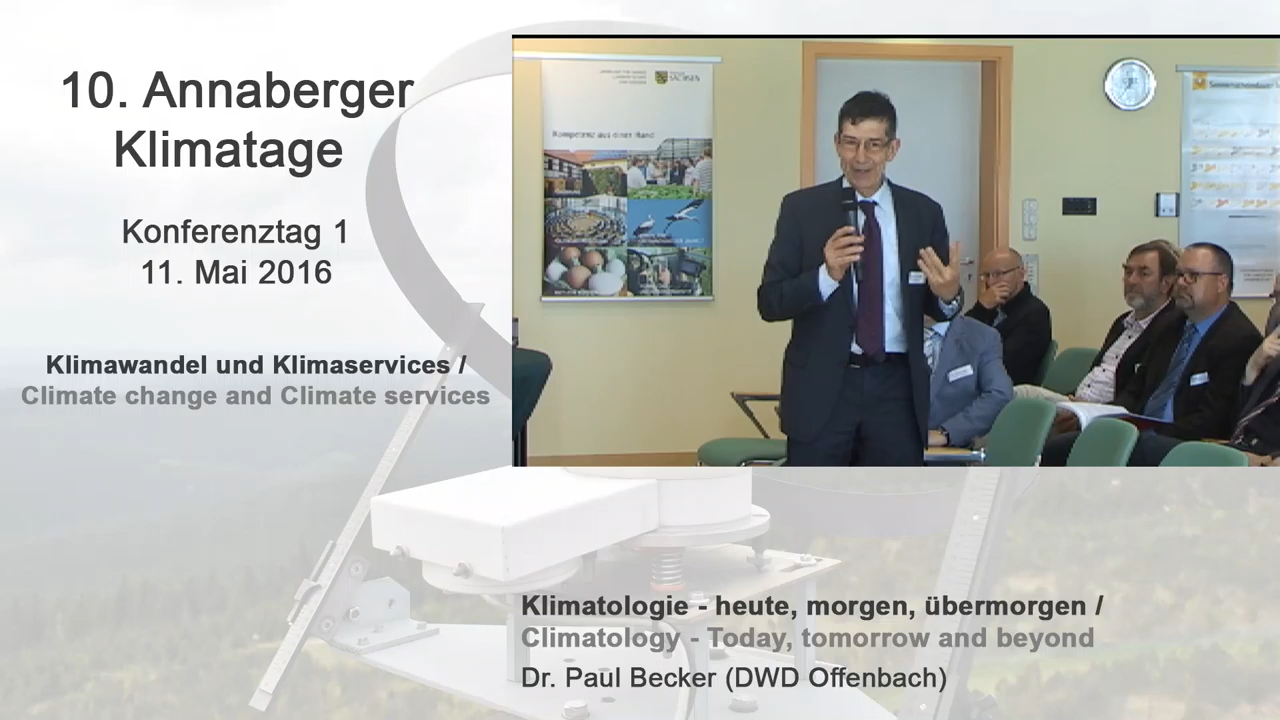 10. Annaberger
Klimatage
Konferenztag 1
11. Mai 2016
Klimawandel und Klimaservices /
Climate change and Climate services
SACHSEN
Kompetenz aus einer Hand
Klimatologie - heute, morgen, übermorgen /
Climatology - Today, tomorrow and beyond
Dr. Paul Becker (DWD Offenbach)